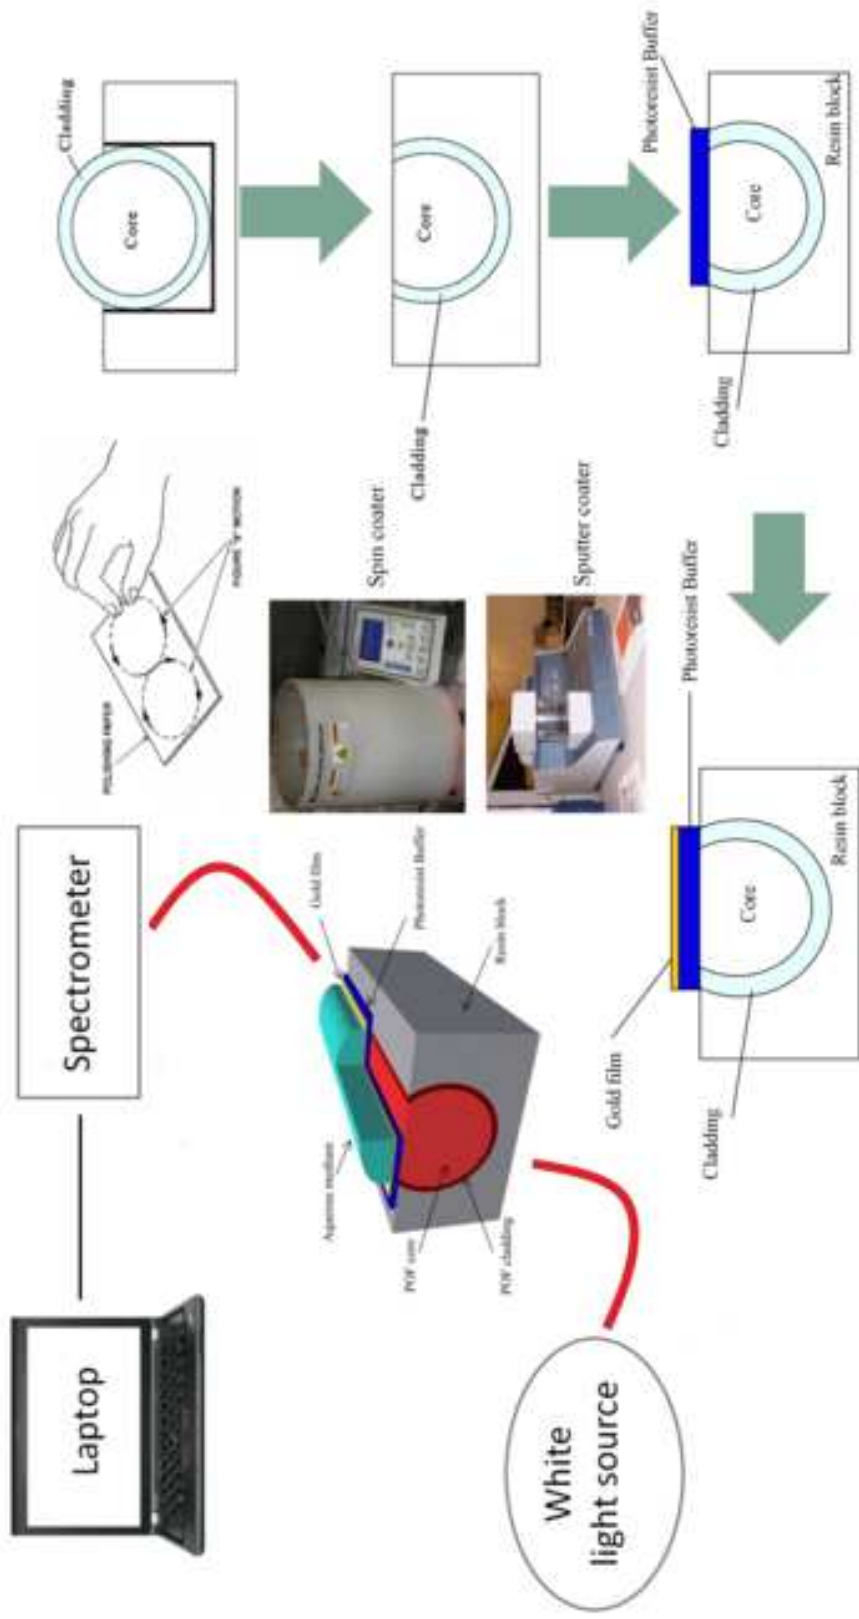 Laptop
Spectrometer
White
light source
Aqueous medium
POF core
POF cladding
Gold film
Photoresist Buffer
Resin block
POLISHING PAPER
Spin coater
Sputter coater
Cladding
Core
Core
Cladding
Photoresist Buffer
Core
Resin block
Cladding
Gold film
Photoresist Buffer
Core
Resin block
Cladding